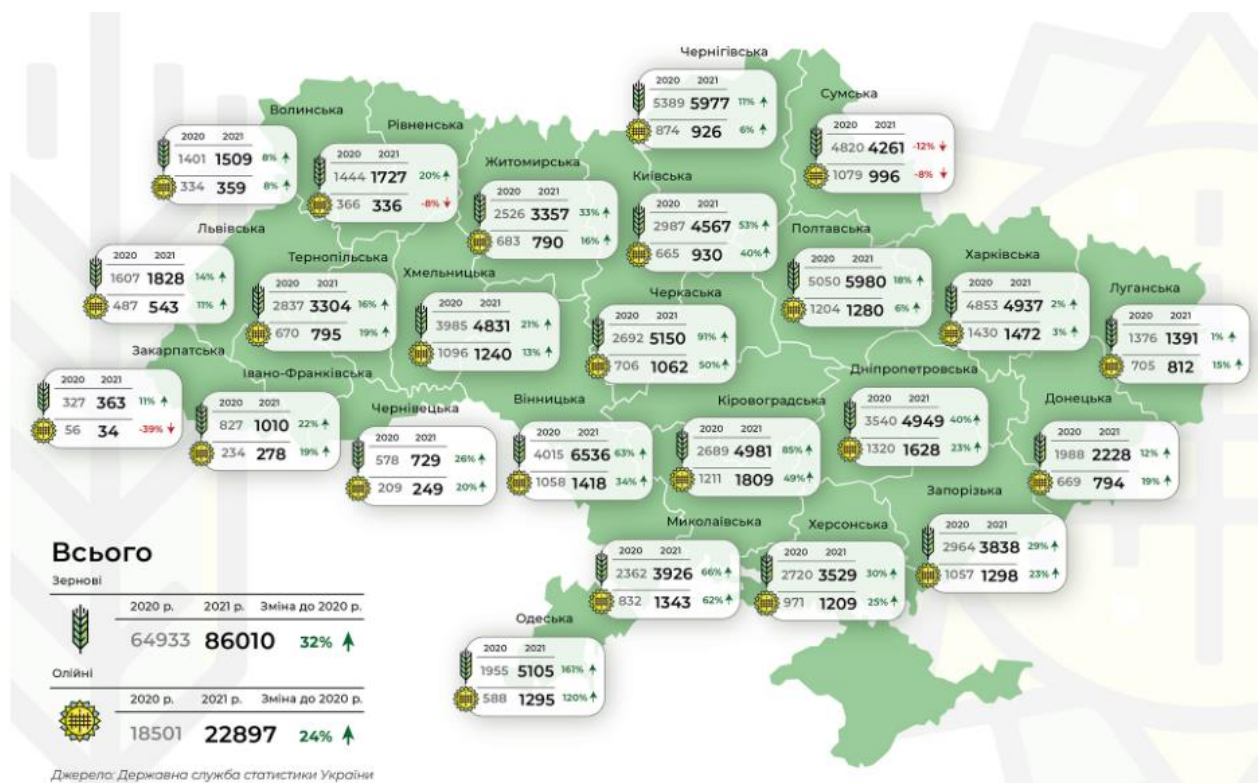 Чернігівська
2020 2021
5389 5977 11%
874 926 6%
Сумська
2020 2021
4820 4261 -12%
1079 996 -8%
Волинська
2020 2021
1401 1509 8%
334 359 8%
Рівненська
2020 2021
1444 1727 20%
366 336 -8%
Житомирська
2020 2021
2526 3357 33%
683 790 16%
Київська
2020 2021
2987 4567 53%
665 930 40%
Львівська
2020 2021
1607 1828 14%
487 543 11%
Тернопільська
2020 2021
2837 3304 16%
670 795 19%
Хмельницька
2020 2021
3985 4831 21%
1096 1240 13%
Черкаська
2020 2021
2692 5150 91%
706 1062 50%
Полтавська
2020 2021
5050 5980 18%
1204 1280 6%
Харківська
2020 2021
4853 4937 2%
1430 1472 3%
Луганська
2020 2021
1376 1391 1%
705 812 15%
Закарпатська
2020 2021
327 363 11%
56 34 -39%
Івано-Франківська
2020 2021
827 1010 22%
234 278 19%
Чернівецька
2020 2021
578 729 26%
209 249 20%
Вінницька
2020 2021
4015 6536 63%
1058 1418 34%
Кіровоградська
2020 2021
2689 4981 85%
1211 1809 49%
Дніпропетровська
2020 2021
3540 4949 40%
1320 1628 23%
Донецька
2020 2021
1988 2228 12%
669 794 19%
Запорізька
2020 2021
2964 3838 29%
1057 1298 23%
Миколаївська
2020 2021
2362 3926 66%
832 1343 62%
Херсонська
2020 2021
2720 3529 30%
971 1209 25%
Одеська
2020 2021
1955 5105 161%
588 1295 120%
Всього
Зернові
2020 р. 2021 р. Зміна до 2020 р.
64933 86010 32%
Олійні
2020 р. 2021 р. Зміна до 2020 р.
18501 22897 24%
Джерело: Державна служба статистики України